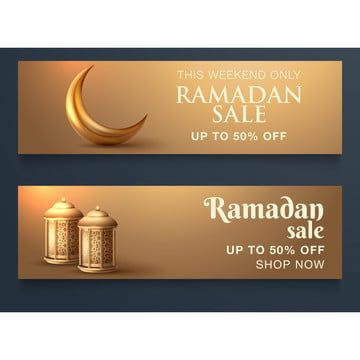 THIS WEEKEND ONLY
RAMADAN
SALE
UP TO 50% OFF
Ramadan
sale
UP TO 50% OFF
SHOP NOW